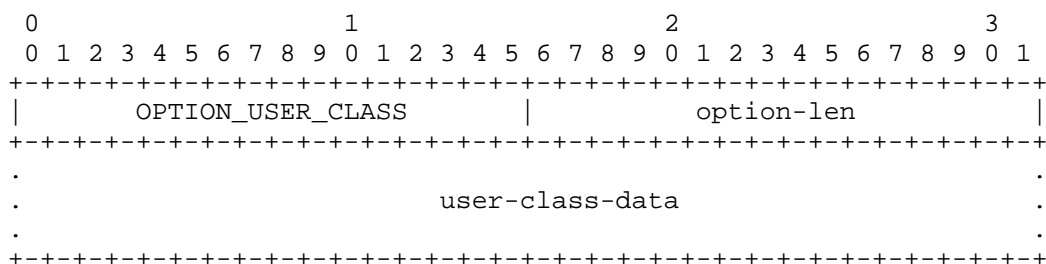 0                   1                   2                   3
 0 1 2 3 4 5 6 7 8 9 0 1 2 3 4 5 6 7 8 9 0 1 2 3 4 5 6 7 8 9 0 1
+-+-+-+-+-+-+-+-+-+-+-+-+-+-+-+-+-+-+-+-+-+-+-+-+-+-+-+-+-+-+-+-+
|       OPTION_USER_CLASS       |          option-len           |
+-+-+-+-+-+-+-+-+-+-+-+-+-+-+-+-+-+-+-+-+-+-+-+-+-+-+-+-+-+-+-+-+
.                                                               .
.                          user-class-data                      .
.                                                               .
+-+-+-+-+-+-+-+-+-+-+-+-+-+-+-+-+-+-+-+-+-+-+-+-+-+-+-+-+-+-+-+-+